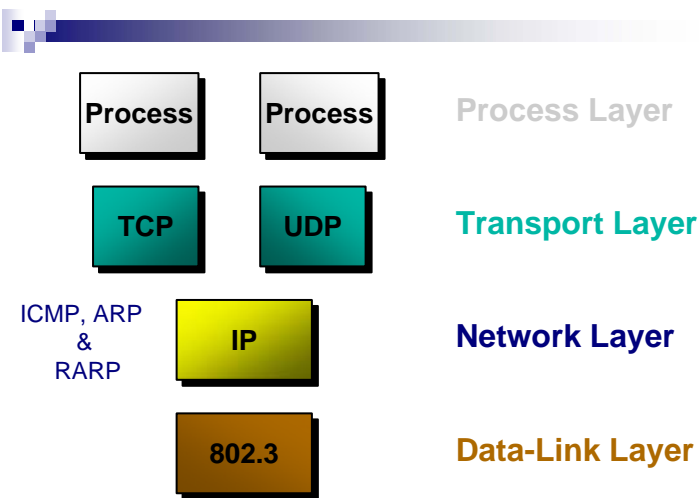 Process Process Process Layer
TCP UDP Transport Layer
ICMP, ARP
&
RARP
IP Network Layer
802.3 Data-Link Layer